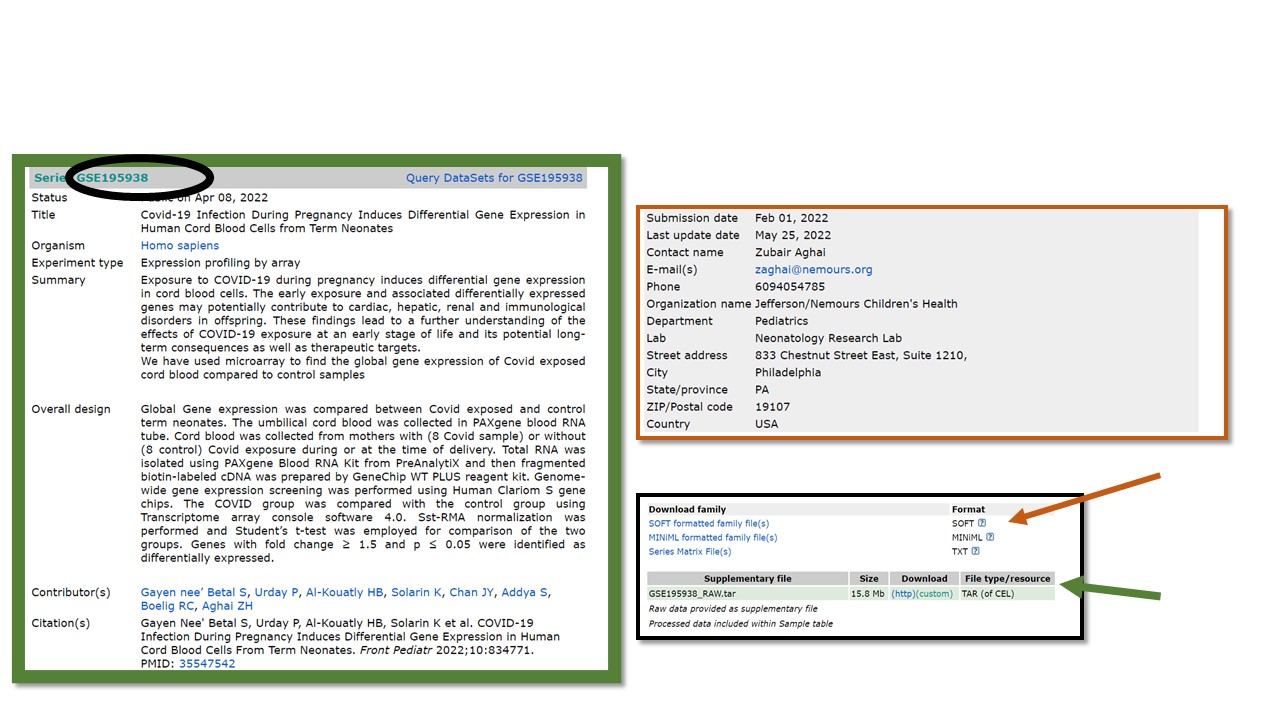 Series GSE195938 Query DataSets for GSE195938
Status Public on Apr 08, 2022
Title Covid-19 Infection During Pregnancy Induces Differential Gene Expression in
Human Cord Blood Cells from Term Neonates
Organism Homo sapiens
Experiment type Expression profiling by array
Summary Exposure to COVID-19 during pregnancy induces differential gene expression
in cord blood cells. The early exposure and associated differentially expressed
genes may potentially contribute to cardiac, hepatic, renal and immunological
disorders in offspring. These findings lead to a further understanding of the
effects of COVID-19 exposure at an early stage of life and its potential long-
term consequences as well as therapeutic targets.
We have used microarray to find the global gene expression of Covid exposed
cord blood compared to control samples
Overall design Global Gene expression was compared between Covid exposed and control
term neonates. The umbilical cord blood was collected in PAXgene blood RNA
tube. Cord blood was collected from mothers with (8 Covid sample) or without
(8 control) Covid exposure during or at the time of delivery. Total RNA was
isolated using PAXgene Blood RNA Kit from PreAnalytiX and then fragmented
biotin-labeled cDNA was prepared by GeneChip WT PLUS reagent kit. Genome-
wide gene expression screening was performed using Human Clariom S gene
chips. The COVID group was compared with the control group using
Transcriptome array console software 4.0. Sst-RMA normalization was
performed and Student's t-test was employed for comparison of the two
groups. Genes with fold change ≥ 1.5 and p ≤ 0.05 were identified as
differentially expressed.
Contributor(s) Gayen nee' Betal S, Urday P, Al-Kouatly HB, Solarin K, Chan JY, Addya S,
Boelig RC, Aghai ZH
Citation(s) Gayen Nee' Betal S, Urday P, Al-Kouatly HB, Solarin K et al. COVID-19
Infection During Pregnancy Induces Differential Gene Expression in Human
Cord Blood Cells From Term Neonates. Front Pediatr 2022;10:834771.
PMID: 35547542
Submission date Feb 01, 2022
Last update date May 25, 2022
Contact name Zubair Aghai
E-mail(s) zaghai@nemours.org
Phone 6094054785
Organization name Jefferson/Nemours Children's Health
Department Pediatrics
Lab Neonatology Research Lab
Street address 833 Chestnut Street East, Suite 1210,
City Philadelphia
State/province PA
ZIP/Postal code 19107
Country USA
Download family Format
SOFT formatted family file(s) SOFT ?
MINiML formatted family file(s) MINiML ?
Series Matrix File(s) TXT ?
Supplementary file Size Download File type/resource
GSE195938_RAW.tar 15.8 Mb (http)(custom) TAR (of CEL)
Raw data provided as supplementary file
Processed data included within Sample table